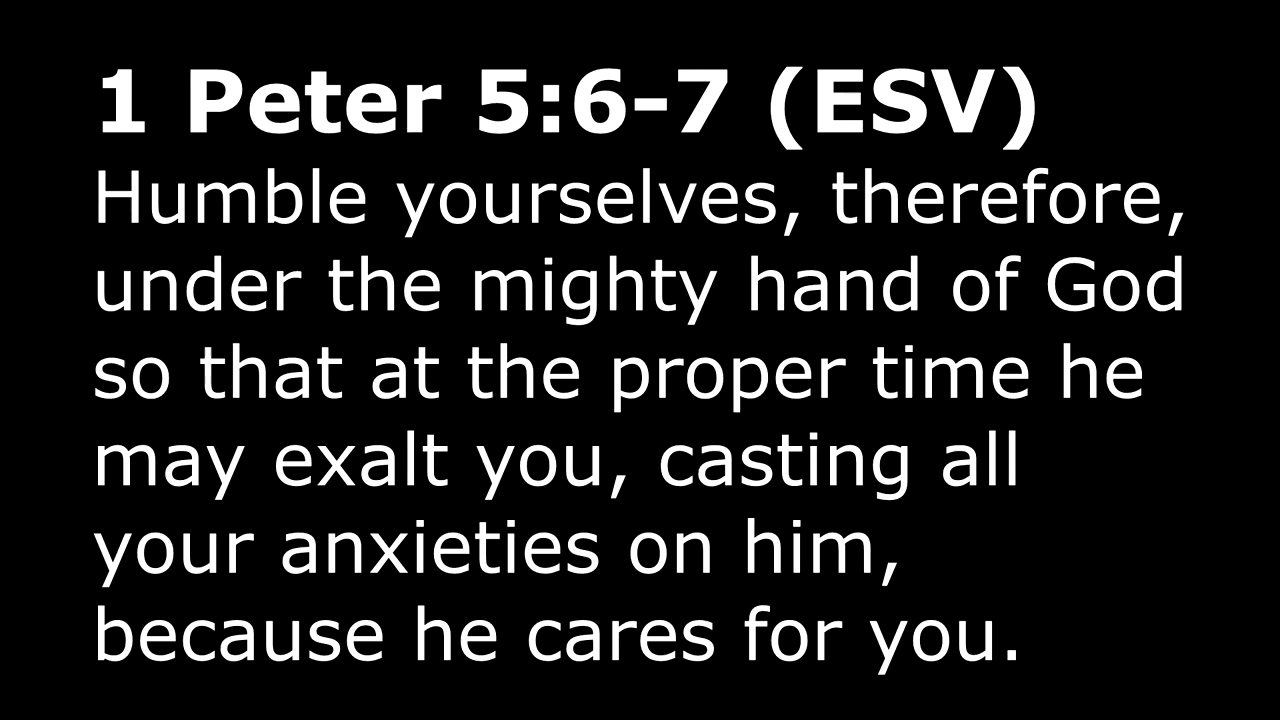 1 Peter 5:6-7 (ESV)
Humble yourselves, therefore,
under the mighty hand of God
so that at the proper time he
may exalt you, casting all
your anxieties on him,
because he cares for you.